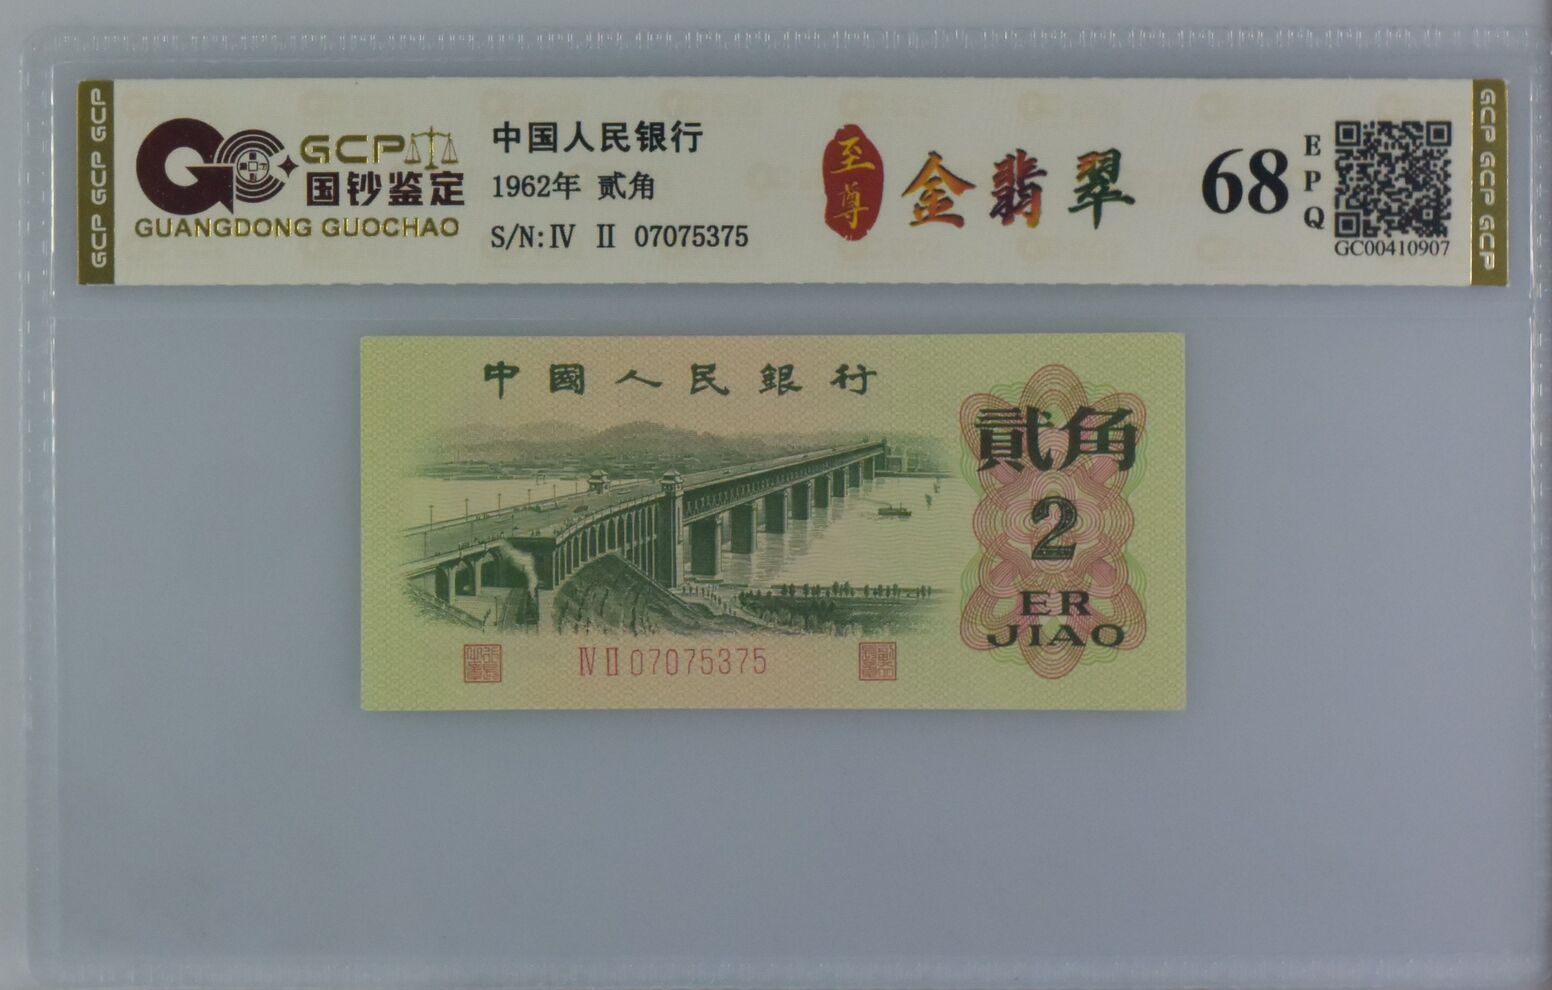 GCP GCP GCP
GCP
国钞鉴定
GUANGDONG GUOCHAO
中国人民银行
1962年 贰角
S/N:Ⅳ Ⅱ 07075375
至尊
金翡翠
68
EPQ
GC00410907
GCP GCP GCP
中國人民銀行
貳角
2
ER
JIAO
Ⅳ Ⅱ 07075375